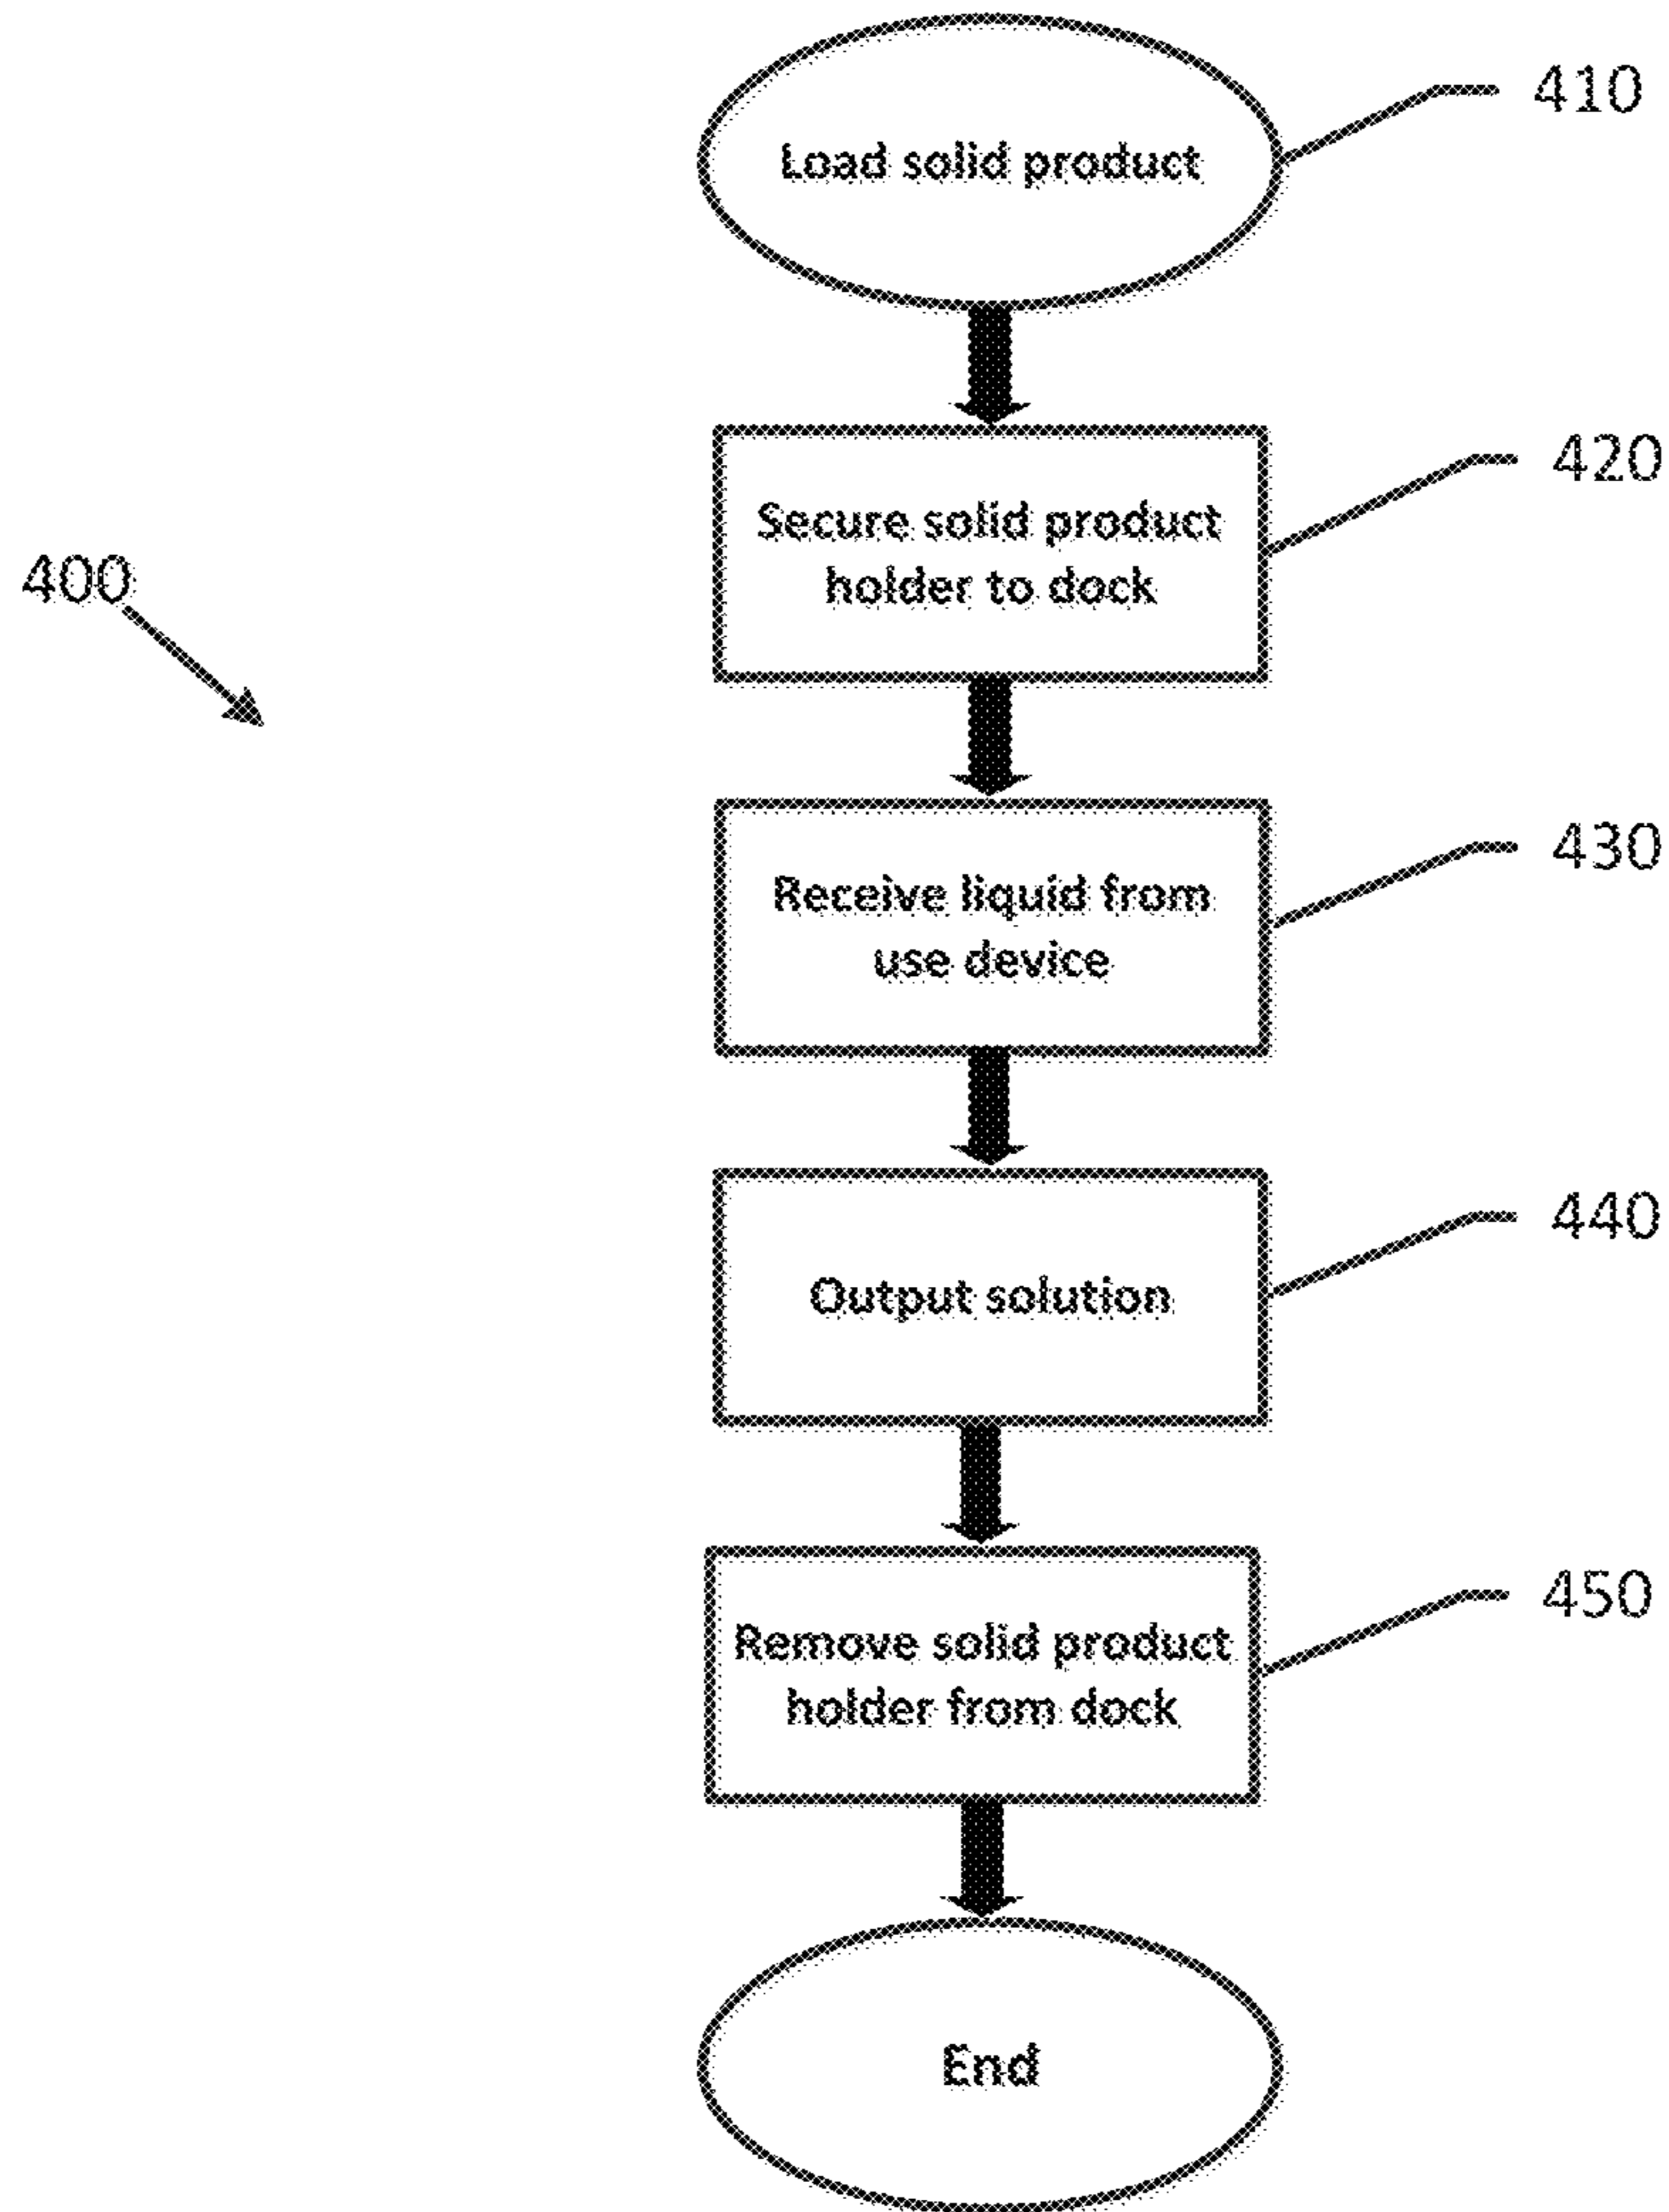 410
Load solid product
420
Secure solid product
holder to dock
400
430
Receive liquid from
use device
440
Output solution
450
Remove solid product
holder from dock
End